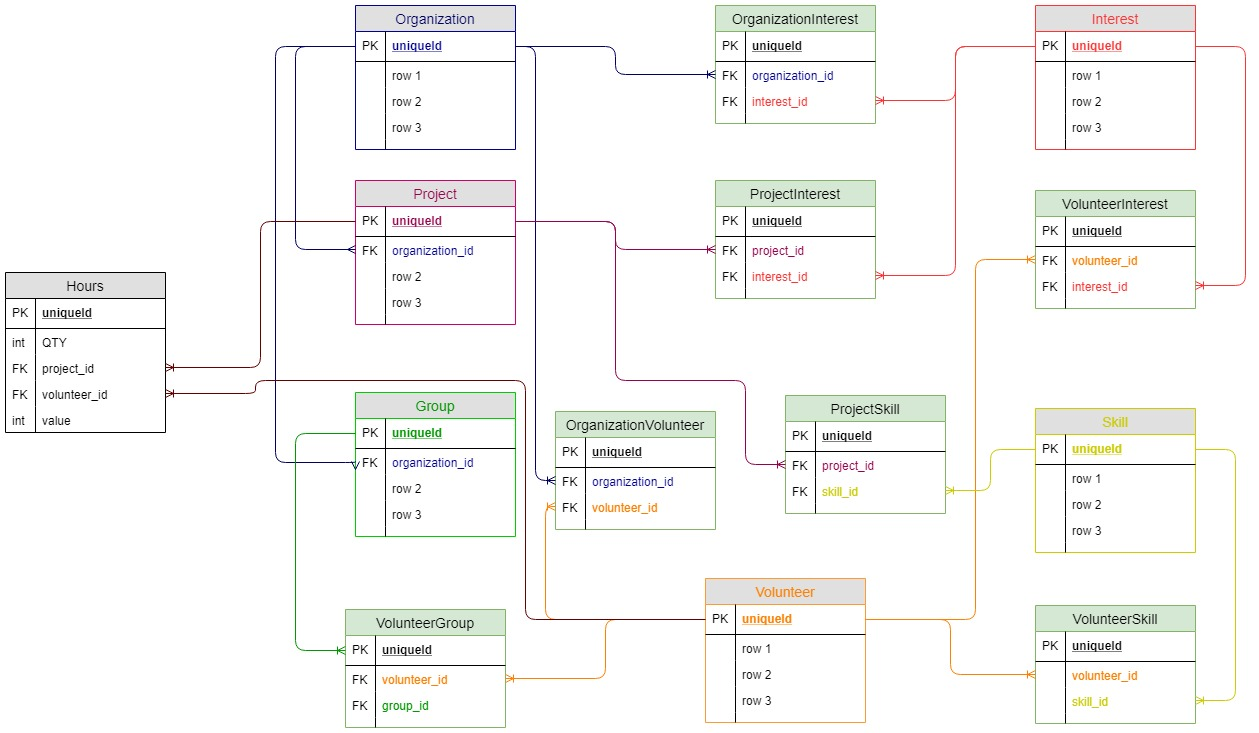 Organization
PK uniqueId
row 1
row 2
row 3
OrganizationInterest
PK uniqueId
FK organization_id
FK interest_id
Interest
PK uniqueId
row 1
row 2
row 3
Project
PK uniqueId
FK organization_id
row 2
row 3
ProjectInterest
PK uniqueId
FK project_id
FK interest_id
VolunteerInterest
PK uniqueId
FK volunteer_id
FK interest_id
Hours
PK uniqueId
int QTY
FK project_id
FK volunteer_id
int value
Group
PK uniqueId
FK organization_id
row 2
row 3
OrganizationVolunteer
PK uniqueId
FK organization_id
FK volunteer_id
ProjectSkill
PK uniqueId
FK project_id
FK skill_id
Skill
PK uniqueId
row 1
row 2
row 3
VolunteerGroup
PK uniqueId
FK volunteer_id
FK group_id
Volunteer
PK uniqueId
row 1
row 2
row 3
VolunteerSkill
PK uniqueId
FK volunteer_id
FK skill_id